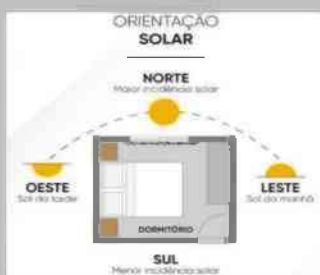 ORIENTAÇÃO
SOLAR
NORTE
Maior incidência solar
OESTE
Sol da tarde
LESTE
Sol da manhã
DORMITÓRIO
SUL
Menor incidência solar